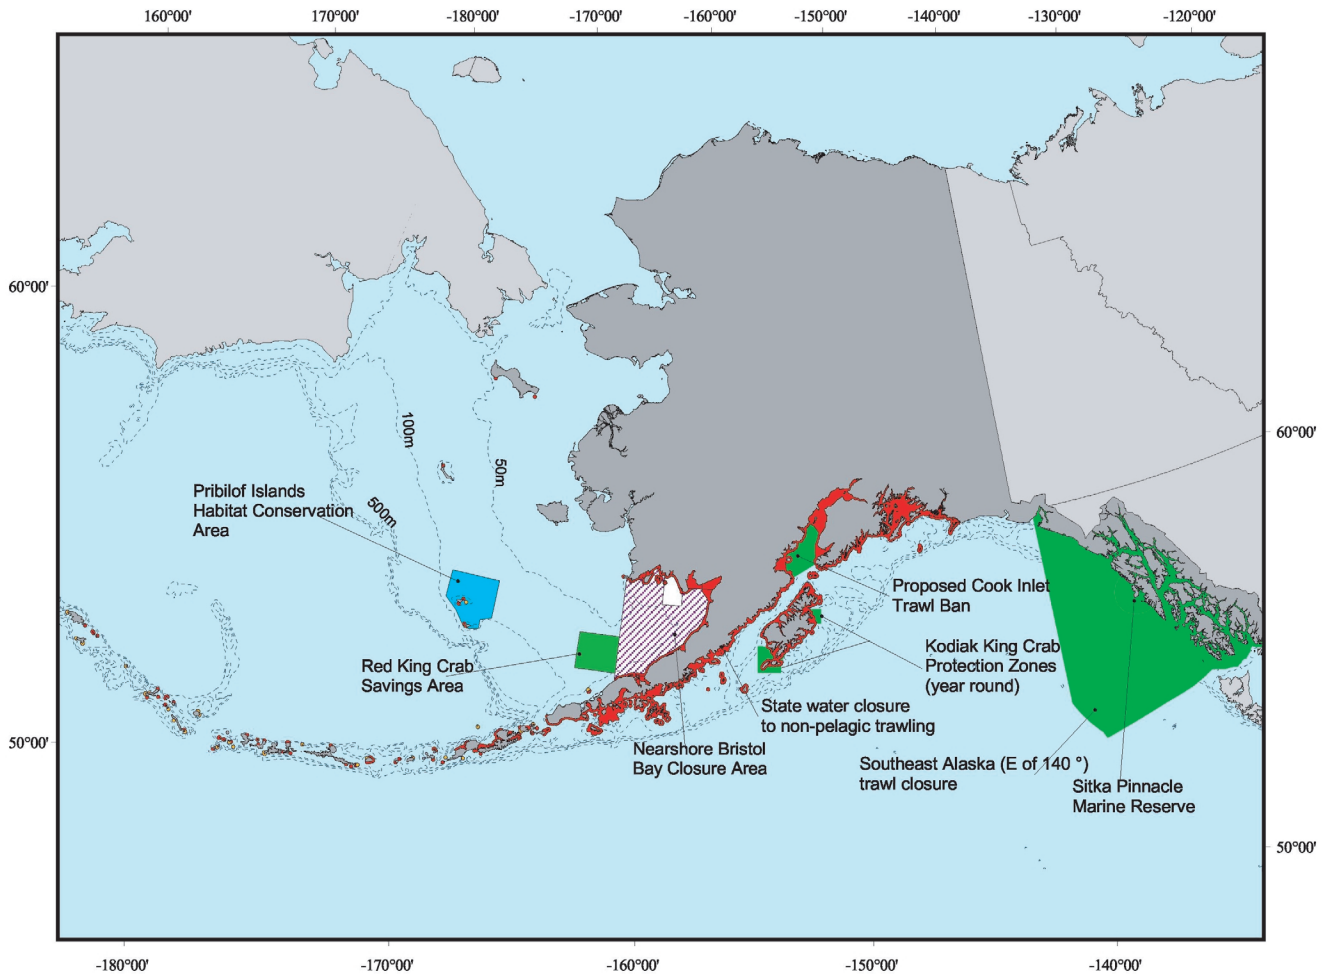 160°00' 170°00' -180°00' -170°00' -160°00' -150°00' -140°00' -130°00' -120°00'
60°00'
60°00'
100m
50m
500m
Pribilof Islands
Habitat Conservation
Area
Proposed Cook Inlet
Trawl Ban
Kodiak King Crab
Protection Zones
(year round)
Red King Crab
Savings Area
State water closure
to non-pelagic trawling
Nearshore Bristol
Bay Closure Area
50°00'
Southeast Alaska (E of 140 °)
trawl closure
Sitka Pinnacle
Marine Reserve
50°00'
-180°00' -170°00' -160°00' -150°00' -140°00'